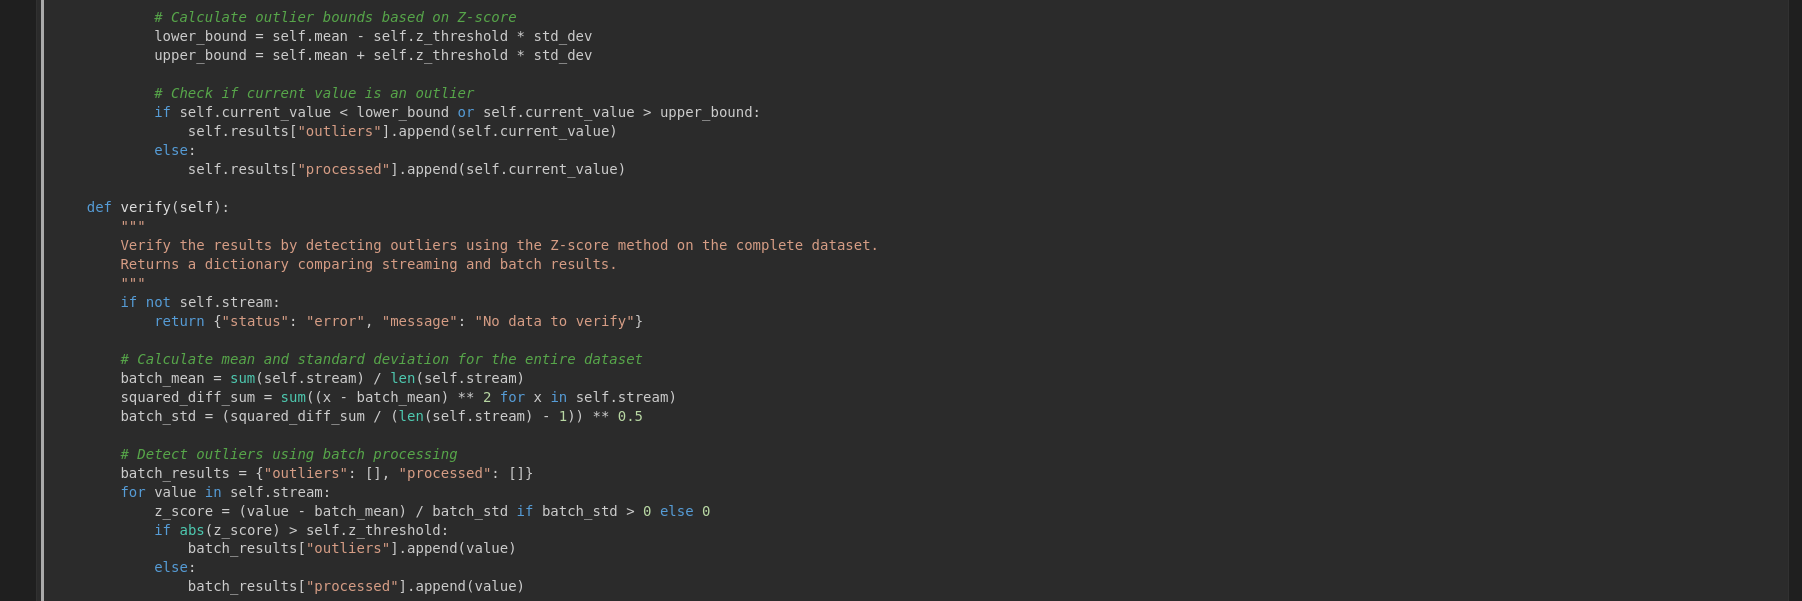 # Calculate outlier bounds based on Z-score
            lower_bound = self.mean - self.z_threshold * std_dev
            upper_bound = self.mean + self.z_threshold * std_dev

            # Check if current value is an outlier
            if self.current_value < lower_bound or self.current_value > upper_bound:
                self.results["outliers"].append(self.current_value)
            else:
                self.results["processed"].append(self.current_value)

    def verify(self):
        """
        Verify the results by detecting outliers using the Z-score method on the complete dataset.
        Returns a dictionary comparing streaming and batch results.
        """
        if not self.stream:
            return {"status": "error", "message": "No data to verify"}

        # Calculate mean and standard deviation for the entire dataset
        batch_mean = sum(self.stream) / len(self.stream)
        squared_diff_sum = sum((x - batch_mean) ** 2 for x in self.stream)
        batch_std = (squared_diff_sum / (len(self.stream) - 1)) ** 0.5

        # Detect outliers using batch processing
        batch_results = {"outliers": [], "processed": []}
        for value in self.stream:
            z_score = (value - batch_mean) / batch_std if batch_std > 0 else 0
            if abs(z_score) > self.z_threshold:
                batch_results["outliers"].append(value)
            else:
                batch_results["processed"].append(value)